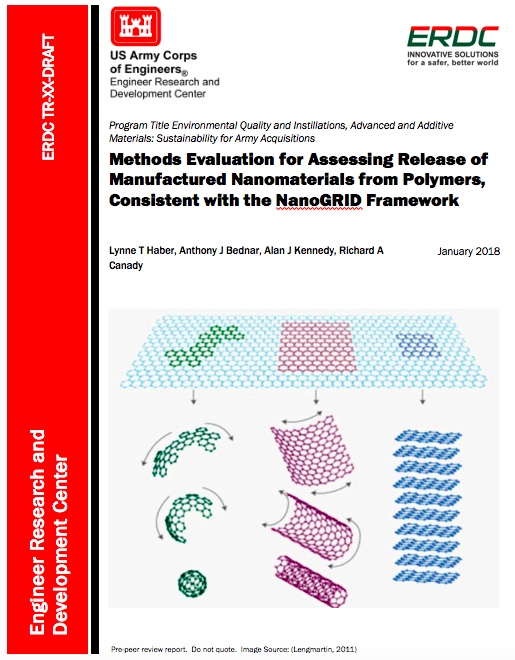 ERDC TR-XX-DRAFT
Engineer Research and
Development Center
US Army Corps
of Engineers®
Engineer Research and
Development Center
ERDC
INNOVATIVE SOLUTIONS
for a safer, better world
Program Title Environmental Quality and Instillations, Advanced and Additive
Materials: Sustainability for Army Acquisitions
Methods Evaluation for Assessing Release of
Manufactured Nanomaterials from Polymers,
Consistent with the NanoGRID Framework
Lynne T Haber, Anthony J Bednar, Alan J Kennedy, Richard A
Canady
January 2018
Pre-peer review report. Do not quote. Image Source: (Lengmartin, 2011)